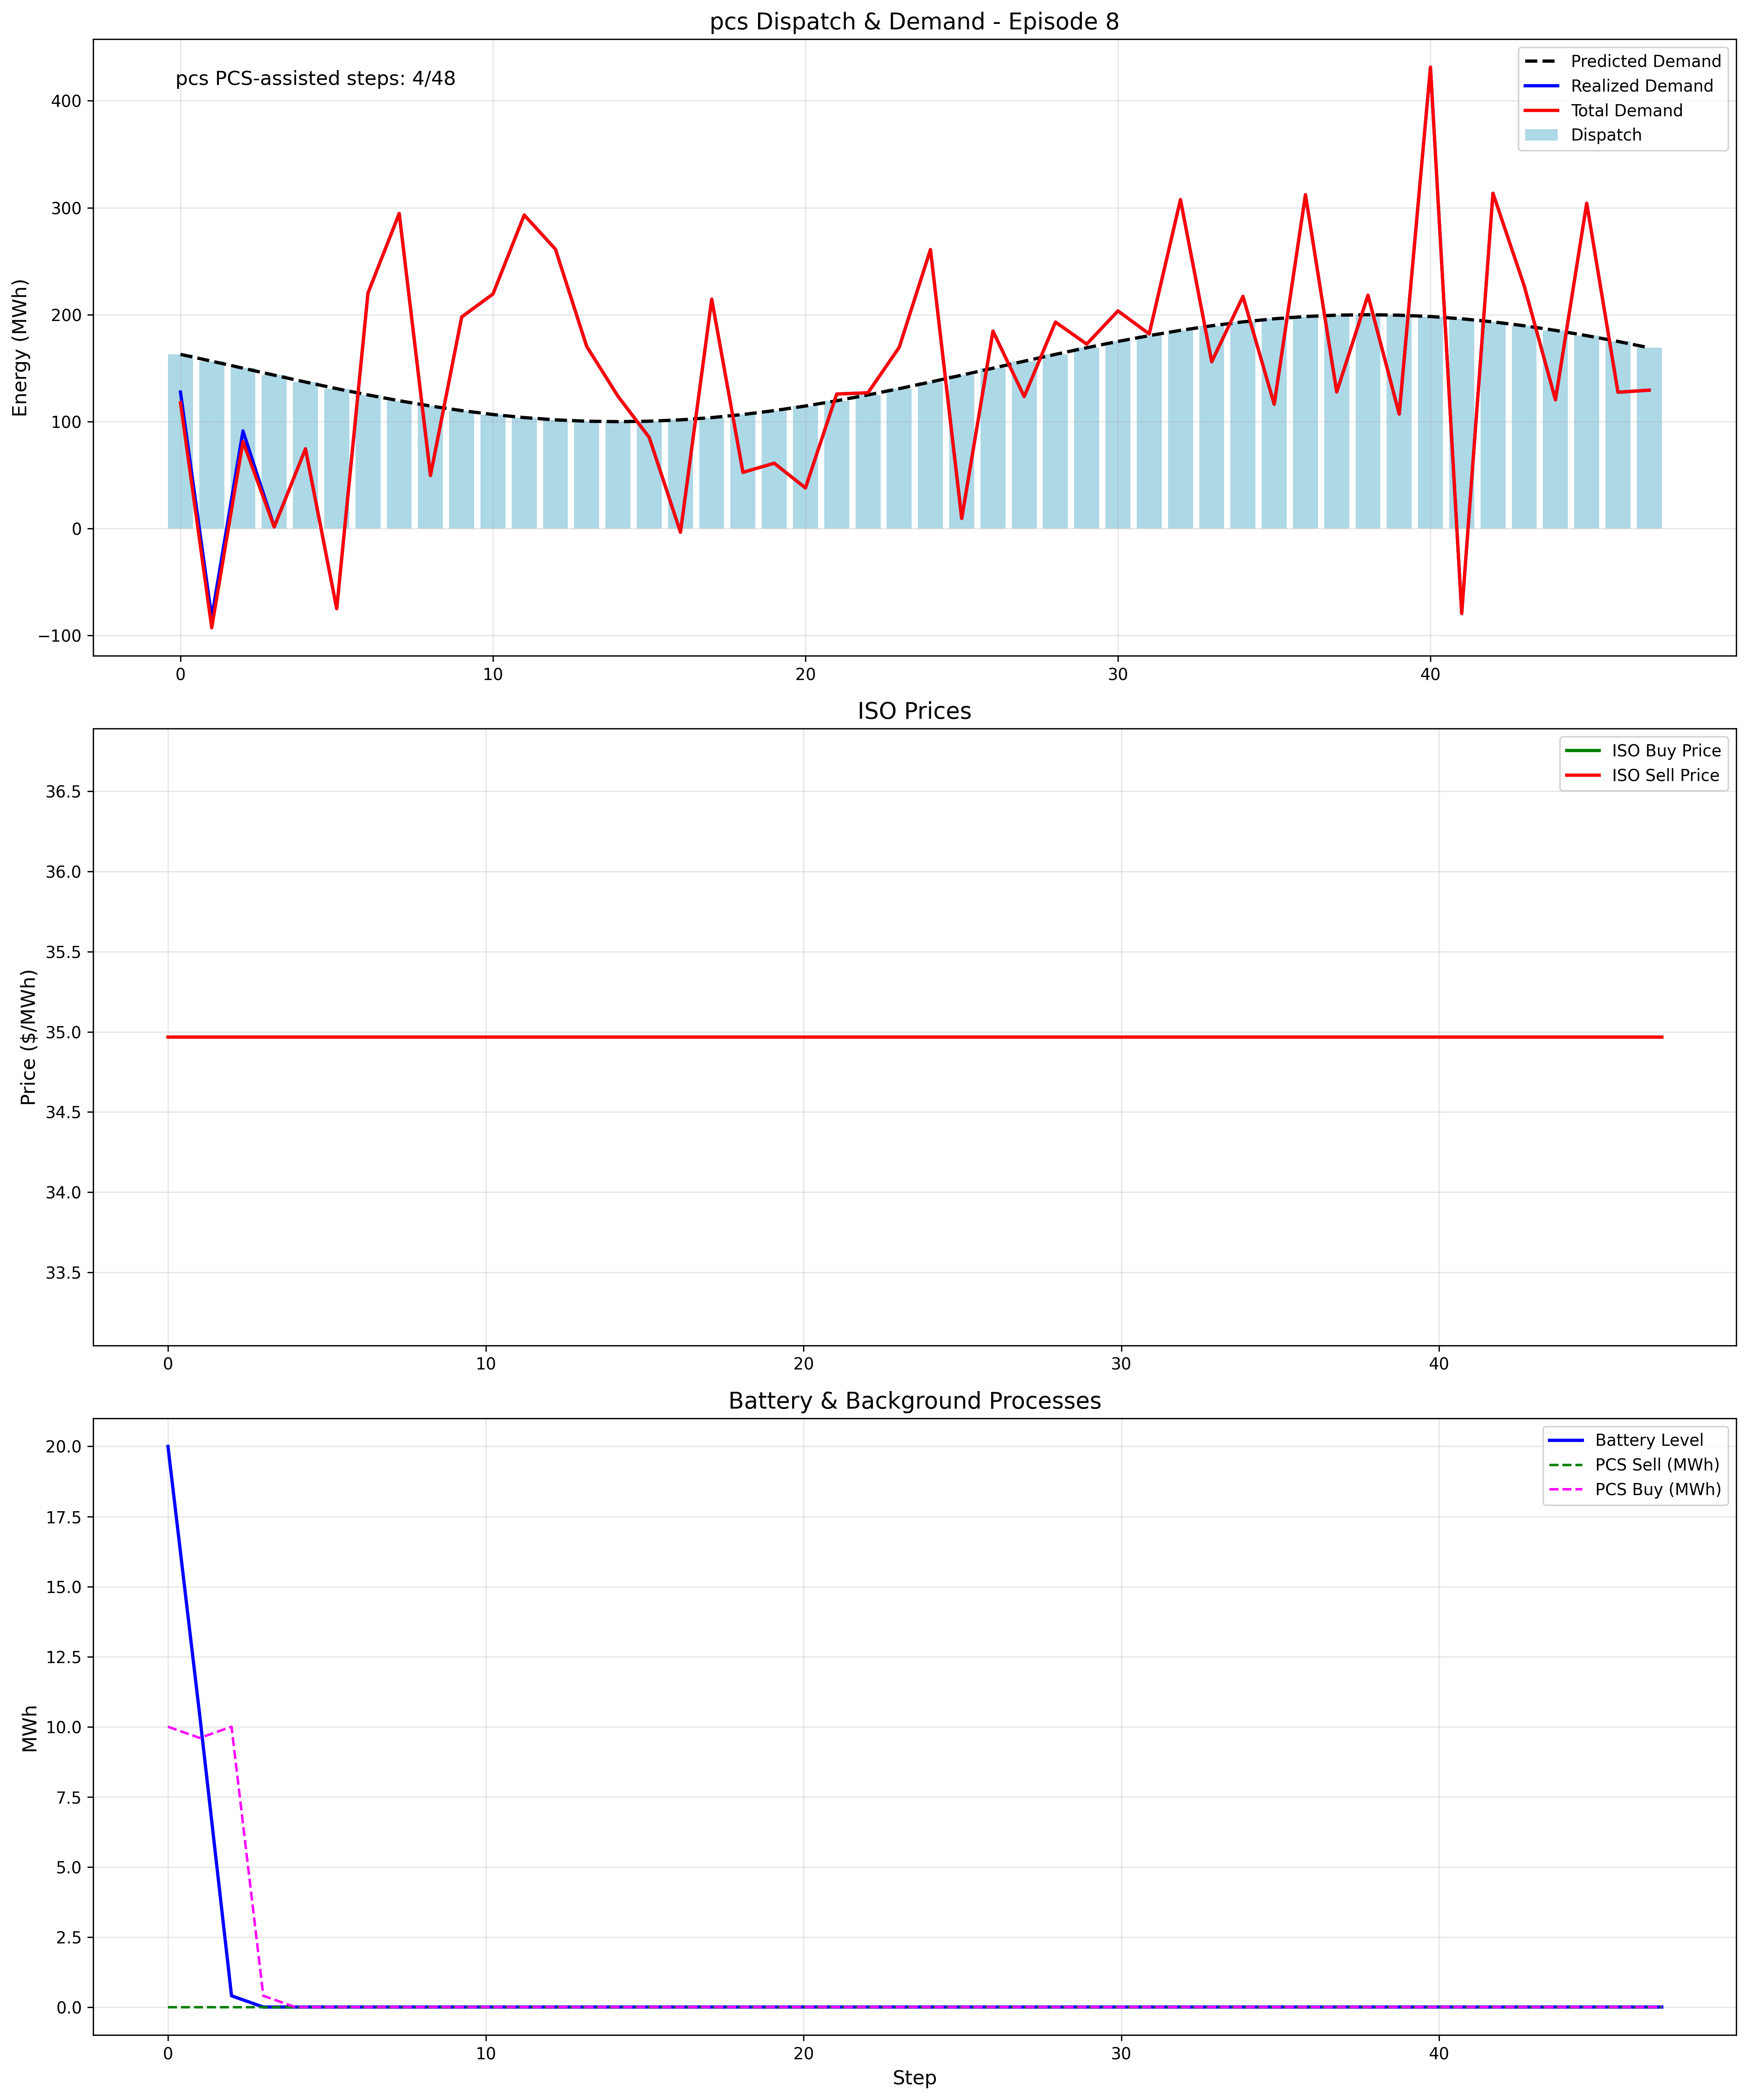 pcs Dispatch & Demand - Episode 8
pcs PCS-assisted steps: 4/48
Predicted Demand
Realized Demand
Total Demand
Dispatch
Energy (MWh)
400
300
200
100
0
−100
0 10 20 30 40
ISO Prices
ISO Buy Price
ISO Sell Price
Price ($/MWh)
36.5
36.0
35.5
35.0
34.5
34.0
33.5
0 10 20 30 40
Battery & Background Processes
Battery Level
PCS Sell (MWh)
PCS Buy (MWh)
MWh
20.0
17.5
15.0
12.5
10.0
7.5
5.0
2.5
0.0
0 10 20 30 40
Step